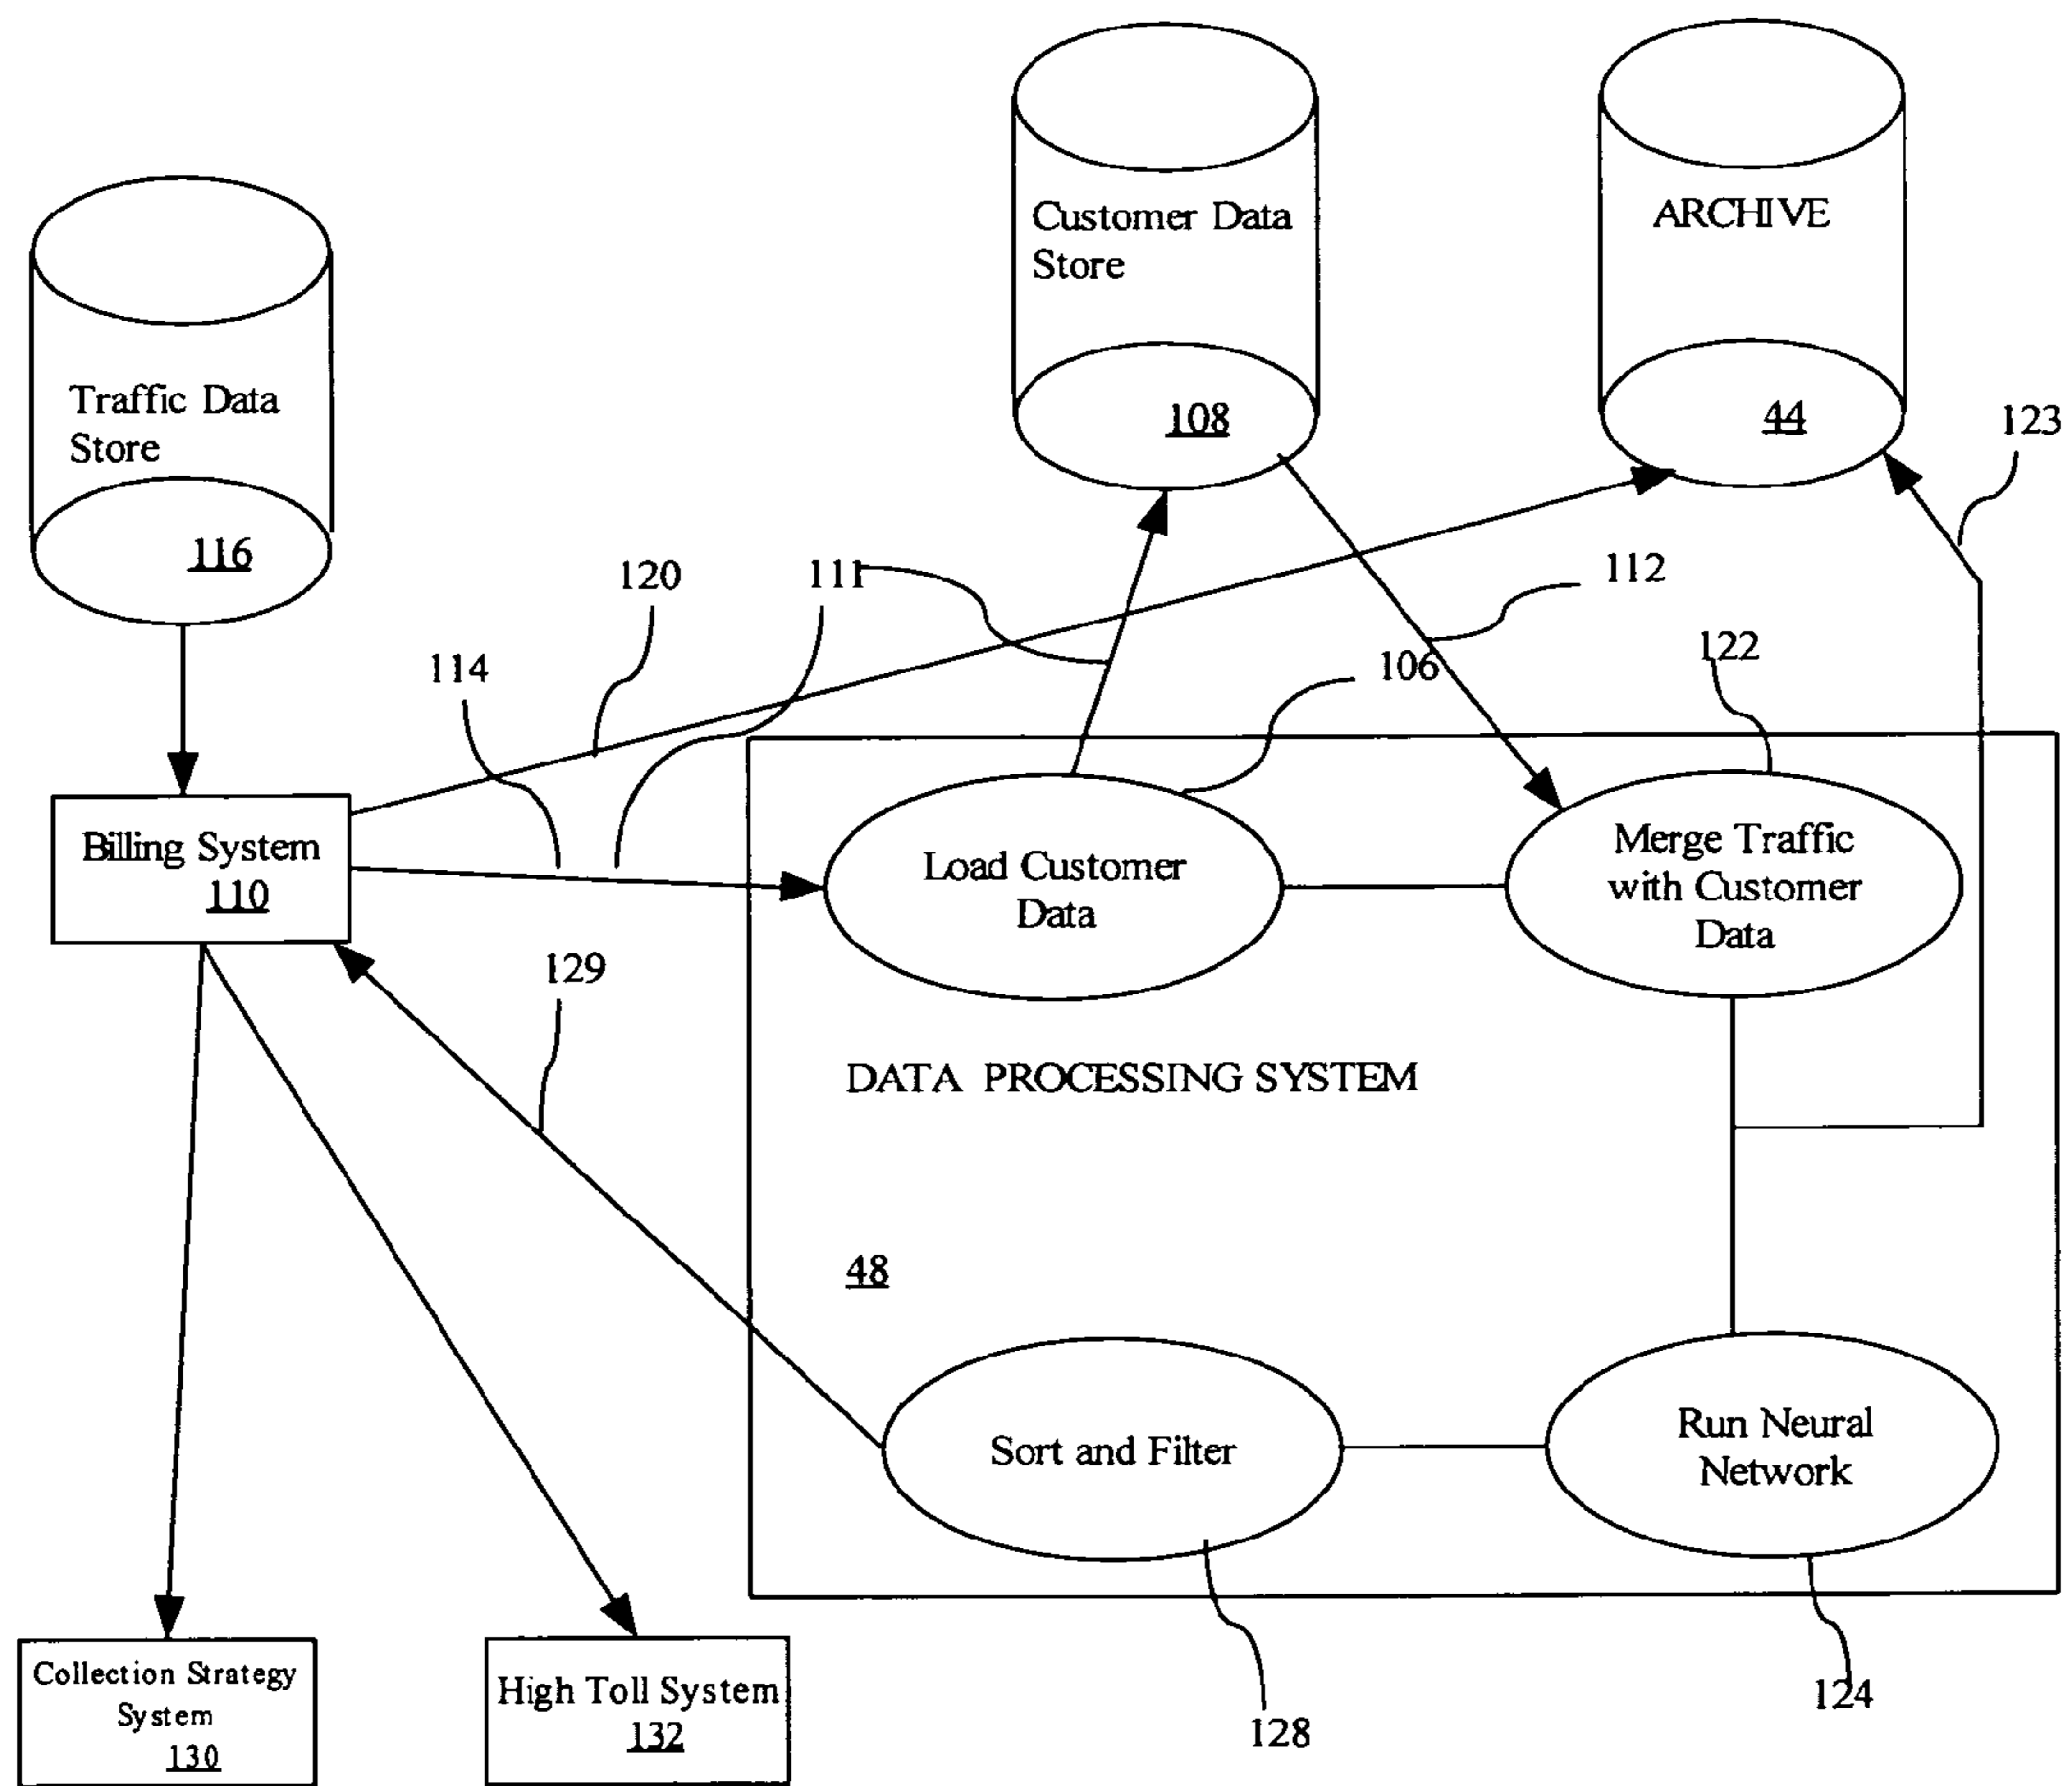 Customer Data
Store
108
ARCHIVE
44
123
Traffic Data
Store
116
120
111
112
114
106
122
Billing System
110
Load Customer
Data
Merge Traffic
with Customer
Data
129
DATA PROCESSING SYSTEM
48
Sort and Filter
Run Neural
Network
Collection Strategy
System
130
High Toll System
132
128
124